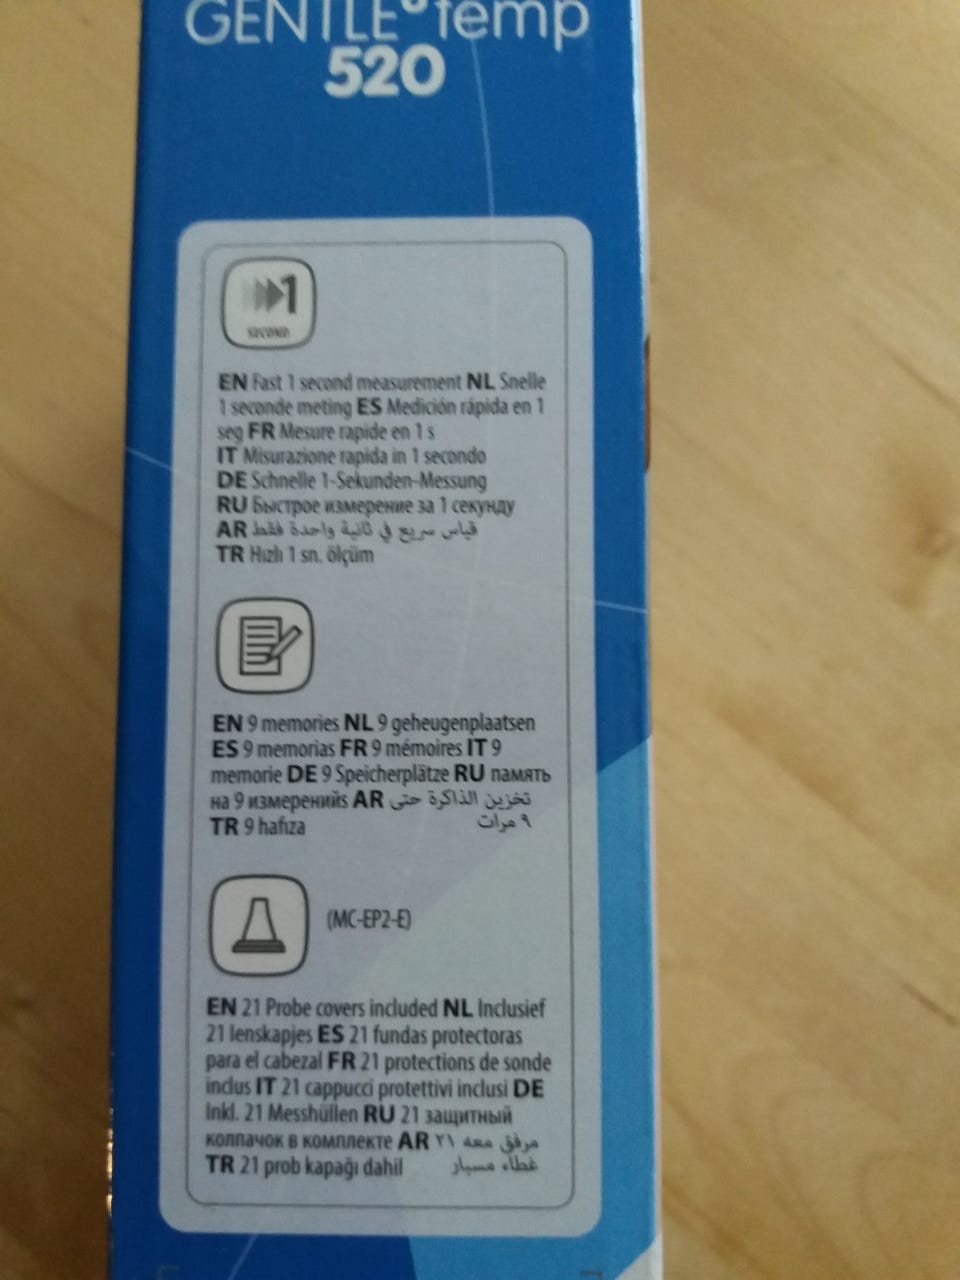 GENTLE° temp
520
1
SECOND
EN Fast 1 second measurement NL Snelle
1 seconde meting ES Medición rápida en 1
seg FR Mesure rapide en 1 s
IT Misurazione rapida in 1 secondo
DE Schnelle 1-Sekunden-Messung
RU Быстрое измерение за 1 секунду
AR قياس سريع في ثانية واحدة فقط
TR Hızlı 1 sn. ölçüm
EN 9 memories NL 9 geheugenplaatsen
ES 9 memorias FR 9 mémoires IT 9
memorie DE 9 Speicherplätze RU память
на 9 измеренийs AR تخزين الذاكرة حتى
TR 9 hafıza ٩ مرات
(MC-EP2-E)
EN 21 Probe covers included NL Inclusief
21 lenskapjes ES 21 fundas protectoras
para el cabezal FR 21 protections de sonde
inclus IT 21 cappucci protettivi inclusi DE
Inkl. 21 Messhüllen RU 21 защитный
колпачок в комплекте AR مرفق معه ٢١
TR 21 prob kapağı dahil غطاء مسبار